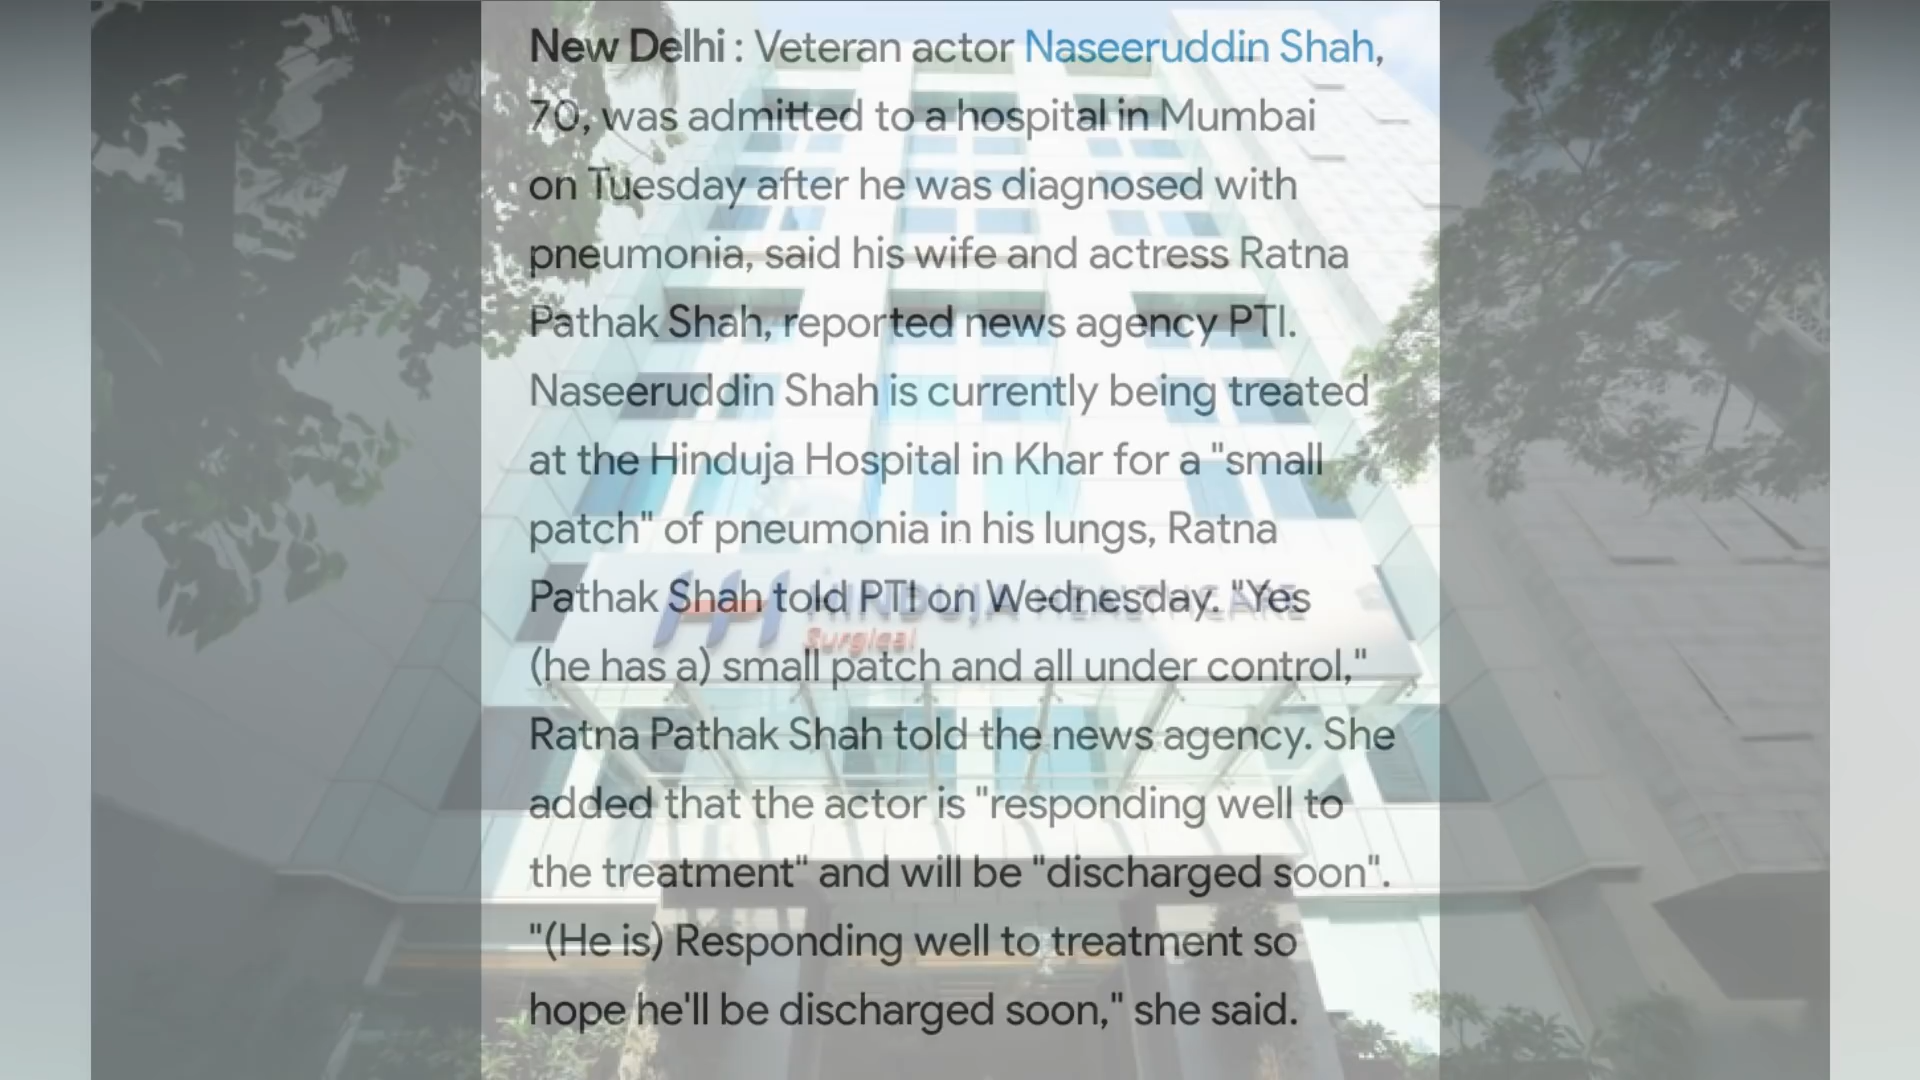 New Delhi : Veteran actor Naseeruddin Shah,
70, was admitted to a hospital in Mumbai
on Tuesday after he was diagnosed with
pneumonia, said his wife and actress Ratna
Pathak Shah, reported news agency PTI.
Naseeruddin Shah is currently being treated
at the Hinduja Hospital in Khar for a "small
patch" of pneumonia in his lungs, Ratna
Pathak Shah told PTI on Wednesday. "Yes
HINDUJA HEALTHCARE
Surgical
(he has a) small patch and all under control,"
Ratna Pathak Shah told the news agency. She
added that the actor is "responding well to
the treatment" and will be "discharged soon".
"(He is) Responding well to treatment so
hope he'll be discharged soon," she said.